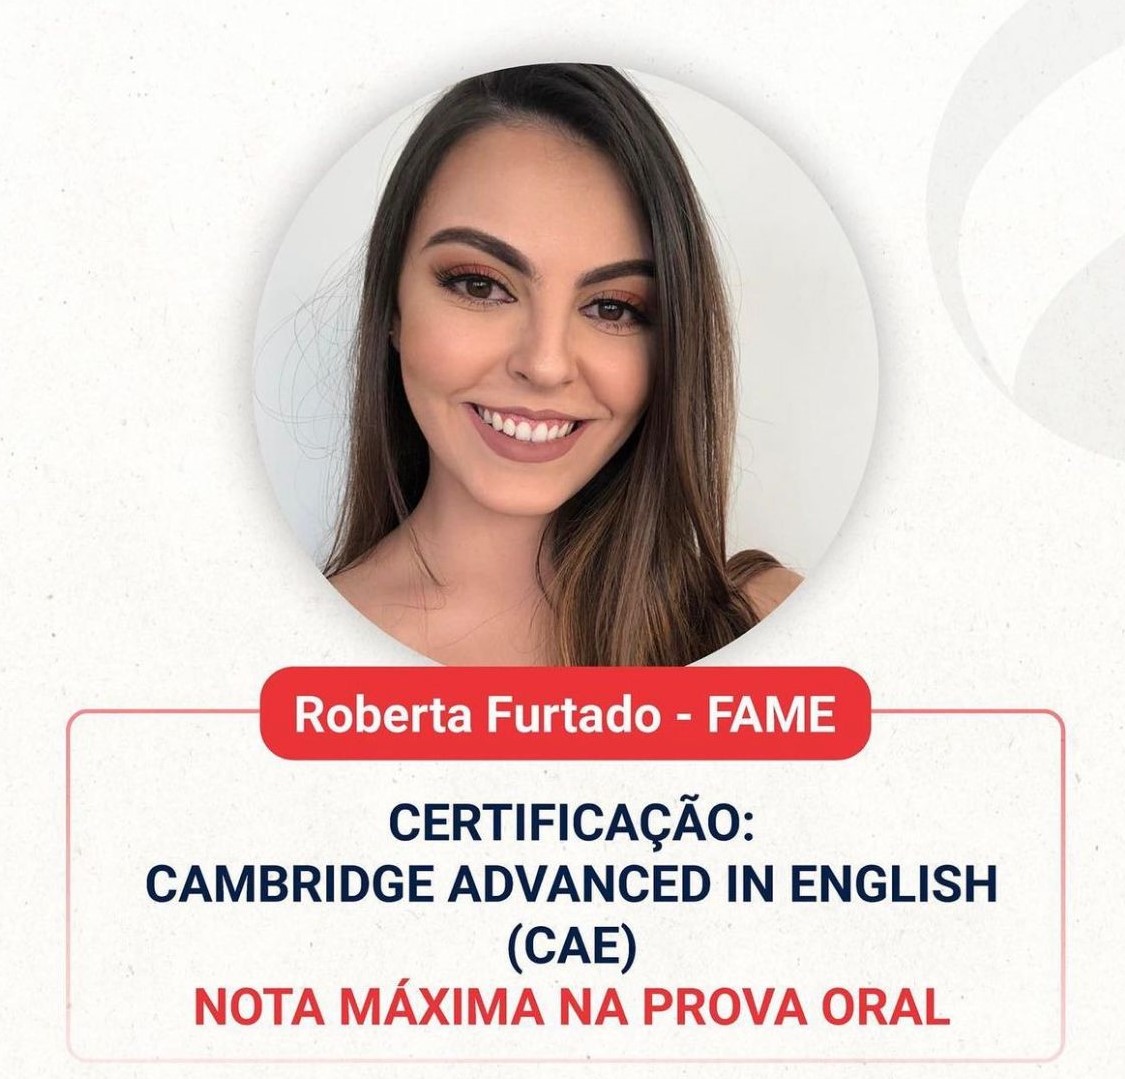 Roberta Furtado - FAME
CERTIFICAÇÃO:
CAMBRIDGE ADVANCED IN ENGLISH
(CAE)
NOTA MÁXIMA NA PROVA ORAL